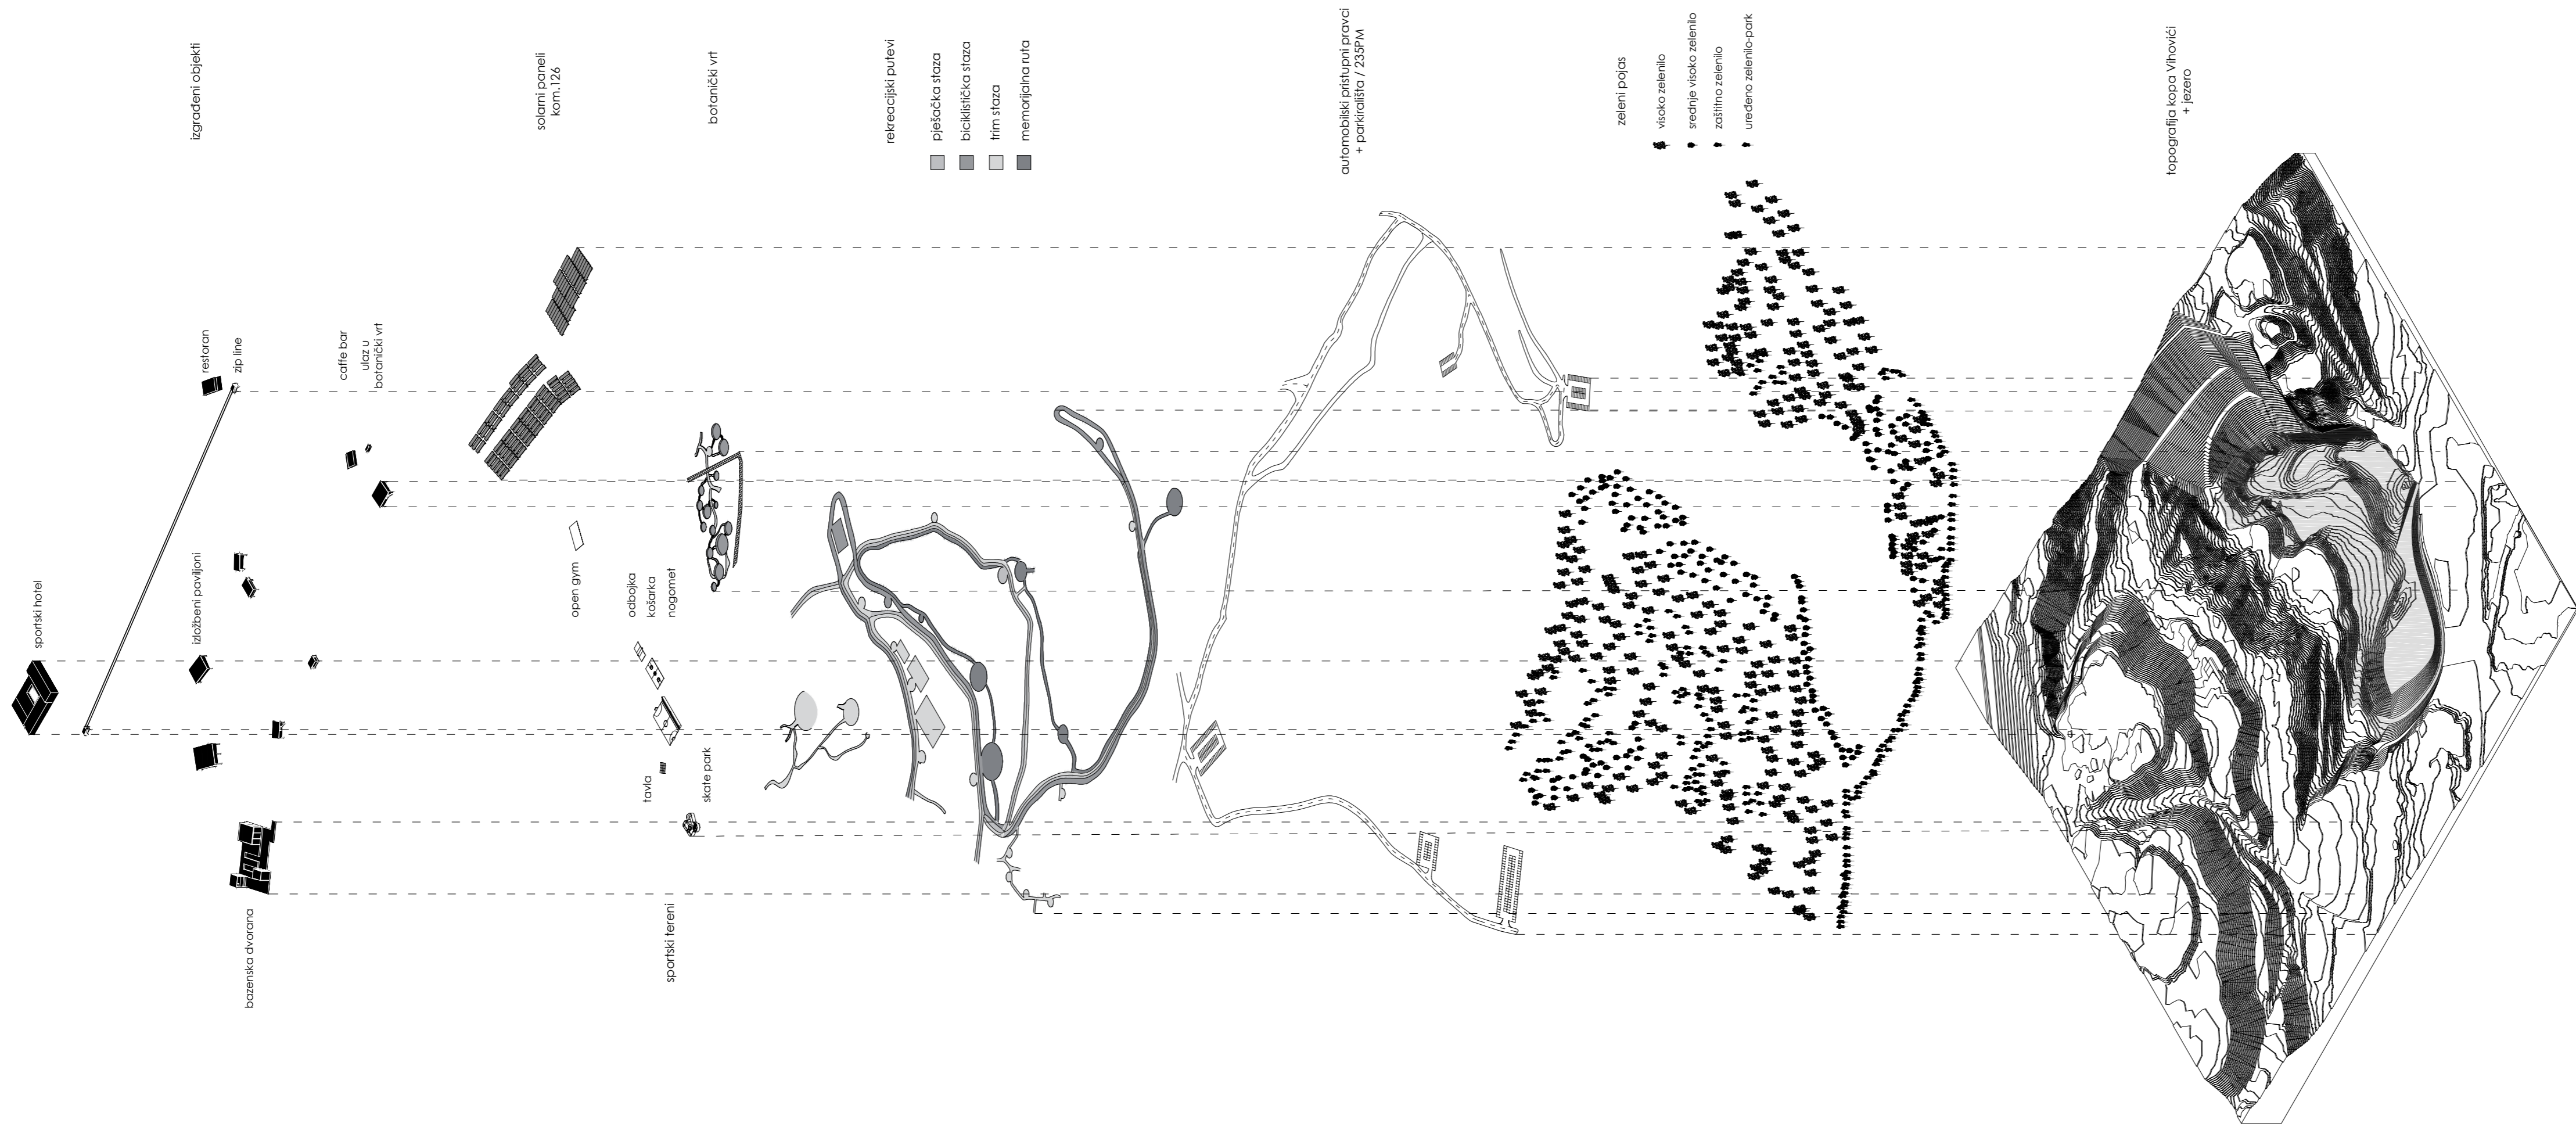 izgrađeni objekti
sportski hotel
restoran
zip line
caffe bar
ulaz u
botanički vrt
izložbeni paviljoni
bazenska dvorana
solarni paneli
kom.126
open gym
odbojka
košarka
nogomet
tavla
skate park
sportski tereni
botanički vrt
rekreacijski putevi
pješačka staza
biciklistička staza
trim staza
memorijalna ruta
automobilski pristupni pravci
+ parkirališta / 235PM
zeleni pojas
visoko zelenilo
srednje visoko zelenilo
zaštitno zelenilo
uređeno zelenilo-park
topografija kopa Vihovići
+ jezero